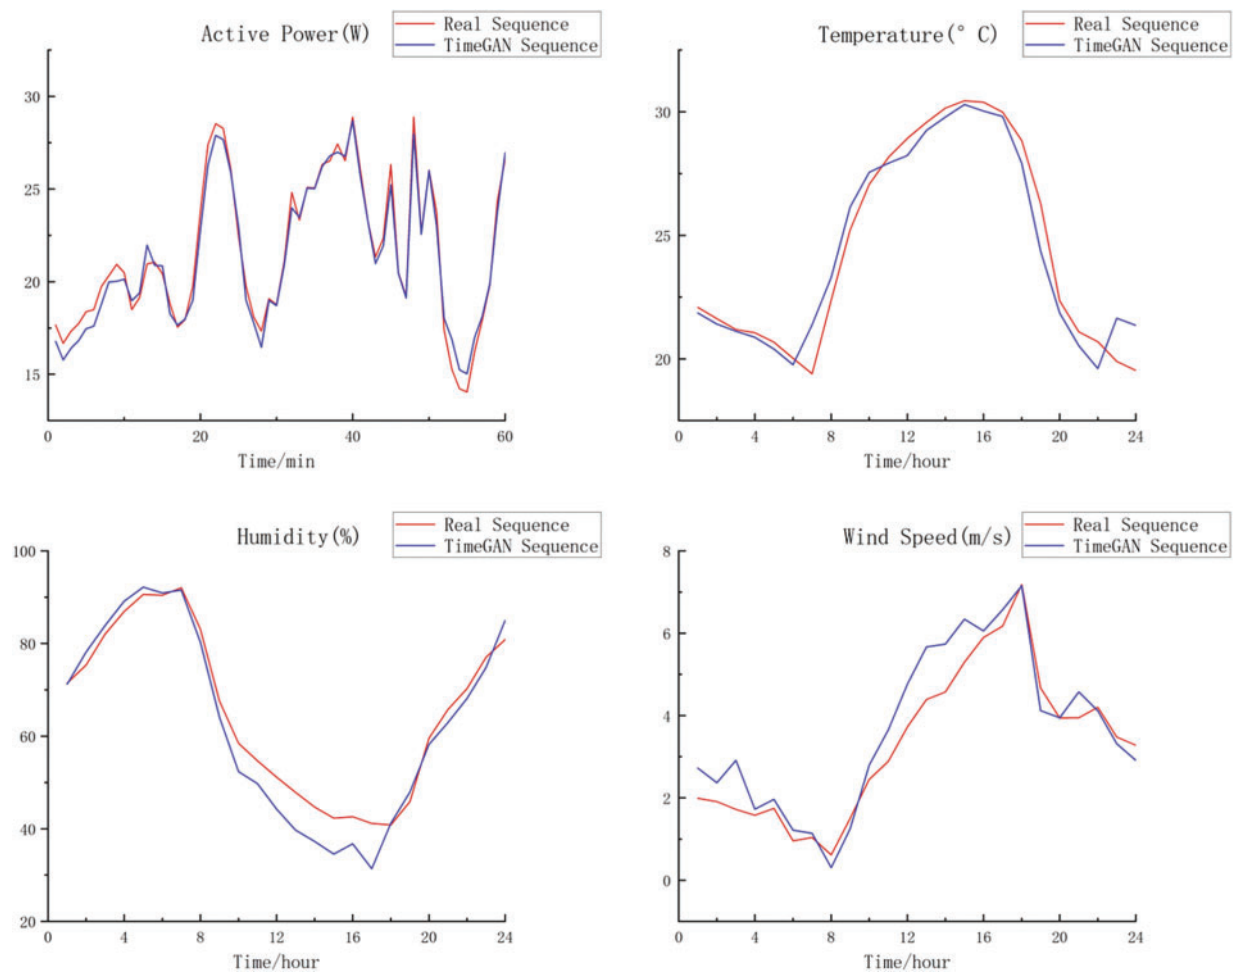 Active Power(W)
Real Sequence
TimeGAN Sequence
30
25
20
15
0
20
40
60
Time/min
Temperature(° C)
Real Sequence
TimeGAN Sequence
30
25
20
0
4
8
12
16
20
24
Time/hour
Humidity(%)
Real Sequence
TimeGAN Sequence
100
80
60
40
20
0
4
8
12
16
20
24
Time/hour
Wind Speed(m/s)
Real Sequence
TimeGAN Sequence
8
6
4
2
0
0
4
8
12
16
20
24
Time/hour